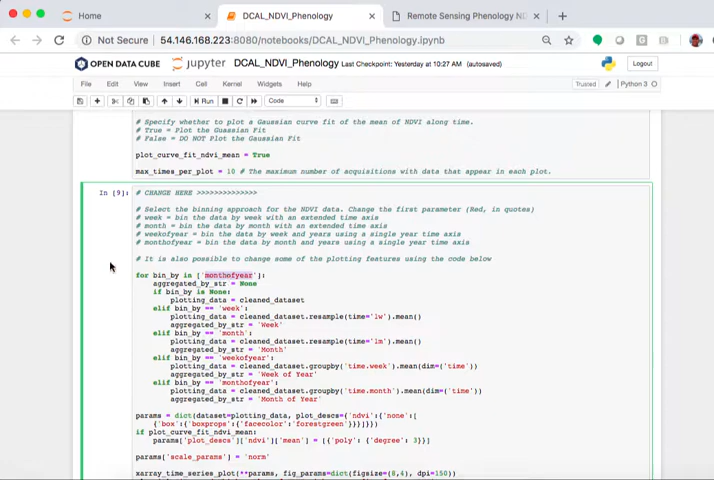 Home
DCAL_NDVI_Phenology
Remote Sensing Phenology ND
Not Secure 54.146.168.223:8080/notebooks/DCAL_NDVI_Phenology.ipynb
OPEN DATA CUBE
jupyter DCAL_NDVI_Phenology Last Checkpoint: Yesterday at 10:27 AM (autosaved)
Logout
File Edit View Insert Cell Kernel Widgets Help
Trusted Python 3
Run Code
# Specify whether to plot a Gaussian curve fit of the mean of NDVI along time.
# True = Plot the Guassian Fit
# False = DO NOT Plot the Gaussian Fit
plot_curve_fit_ndvi_mean = True
max_times_per_plot = 10 # The maximum number of acquisitions with data that appear in each plot.
In [9]: # CHANGE HERE >>>>>>>>>>>>>>
# Select the binning approach for the NDVI data. Change the first parameter (Red, in quotes)
# week = bin the data by week with an extended time axis
# month = bin the data by month with an extended time axis
# weekofyear = bin the data by week and years using a single year time axis
# monthofyear = bin the data by month and years using a single year time axis
# It is also possible to change some of the plotting features using the code below
for bin_by in ['monthofyear']:
aggregated_by_str = None
if bin_by is None:
plotting_data = cleaned_dataset
elif bin_by == 'week':
plotting_data = cleaned_dataset.resample(time='1w').mean()
aggregated_by_str = 'Week'
elif bin_by == 'month':
plotting_data = cleaned_dataset.resample(time='1m').mean()
aggregated_by_str = 'Month'
elif bin_by == 'weekofyear':
plotting_data = cleaned_dataset.groupby('time.week').mean(dim=('time'))
aggregated_by_str = 'Week of Year'
elif bin_by == 'monthofyear':
plotting_data = cleaned_dataset.groupby('time.month').mean(dim=('time'))
aggregated_by_str = 'Month of Year'
params = dict(dataset=plotting_data, plot_descs={'ndvi':{'none':[
{'box':{'boxprops':{'facecolor':'forestgreen'}}}]}})
if plot_curve_fit_ndvi_mean:
params['plot_descs']['ndvi']['mean'] = [{'poly': {'degree': 3}}]
params['scale_params'] = 'norm'
xarray_time_series_plot(**params, fig_params=dict(figsize=(8,4), dpi=150))